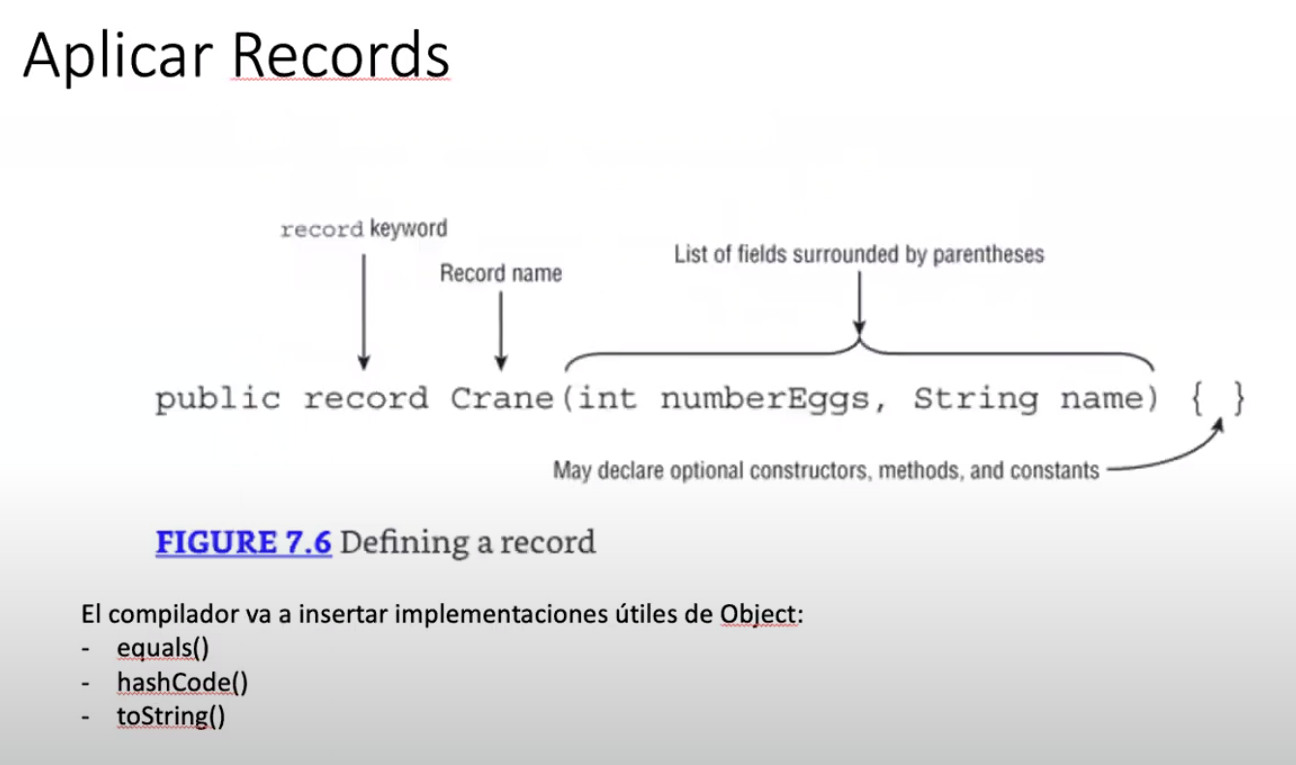 Aplicar Records
record keyword
Record name
List of fields surrounded by parentheses
public record Crane(int numberEggs, String name) { }
May declare optional constructors, methods, and constants
FIGURE 7.6 Defining a record
El compilador va a insertar implementaciones útiles de Object:
- equals()
- hashCode()
- toString()